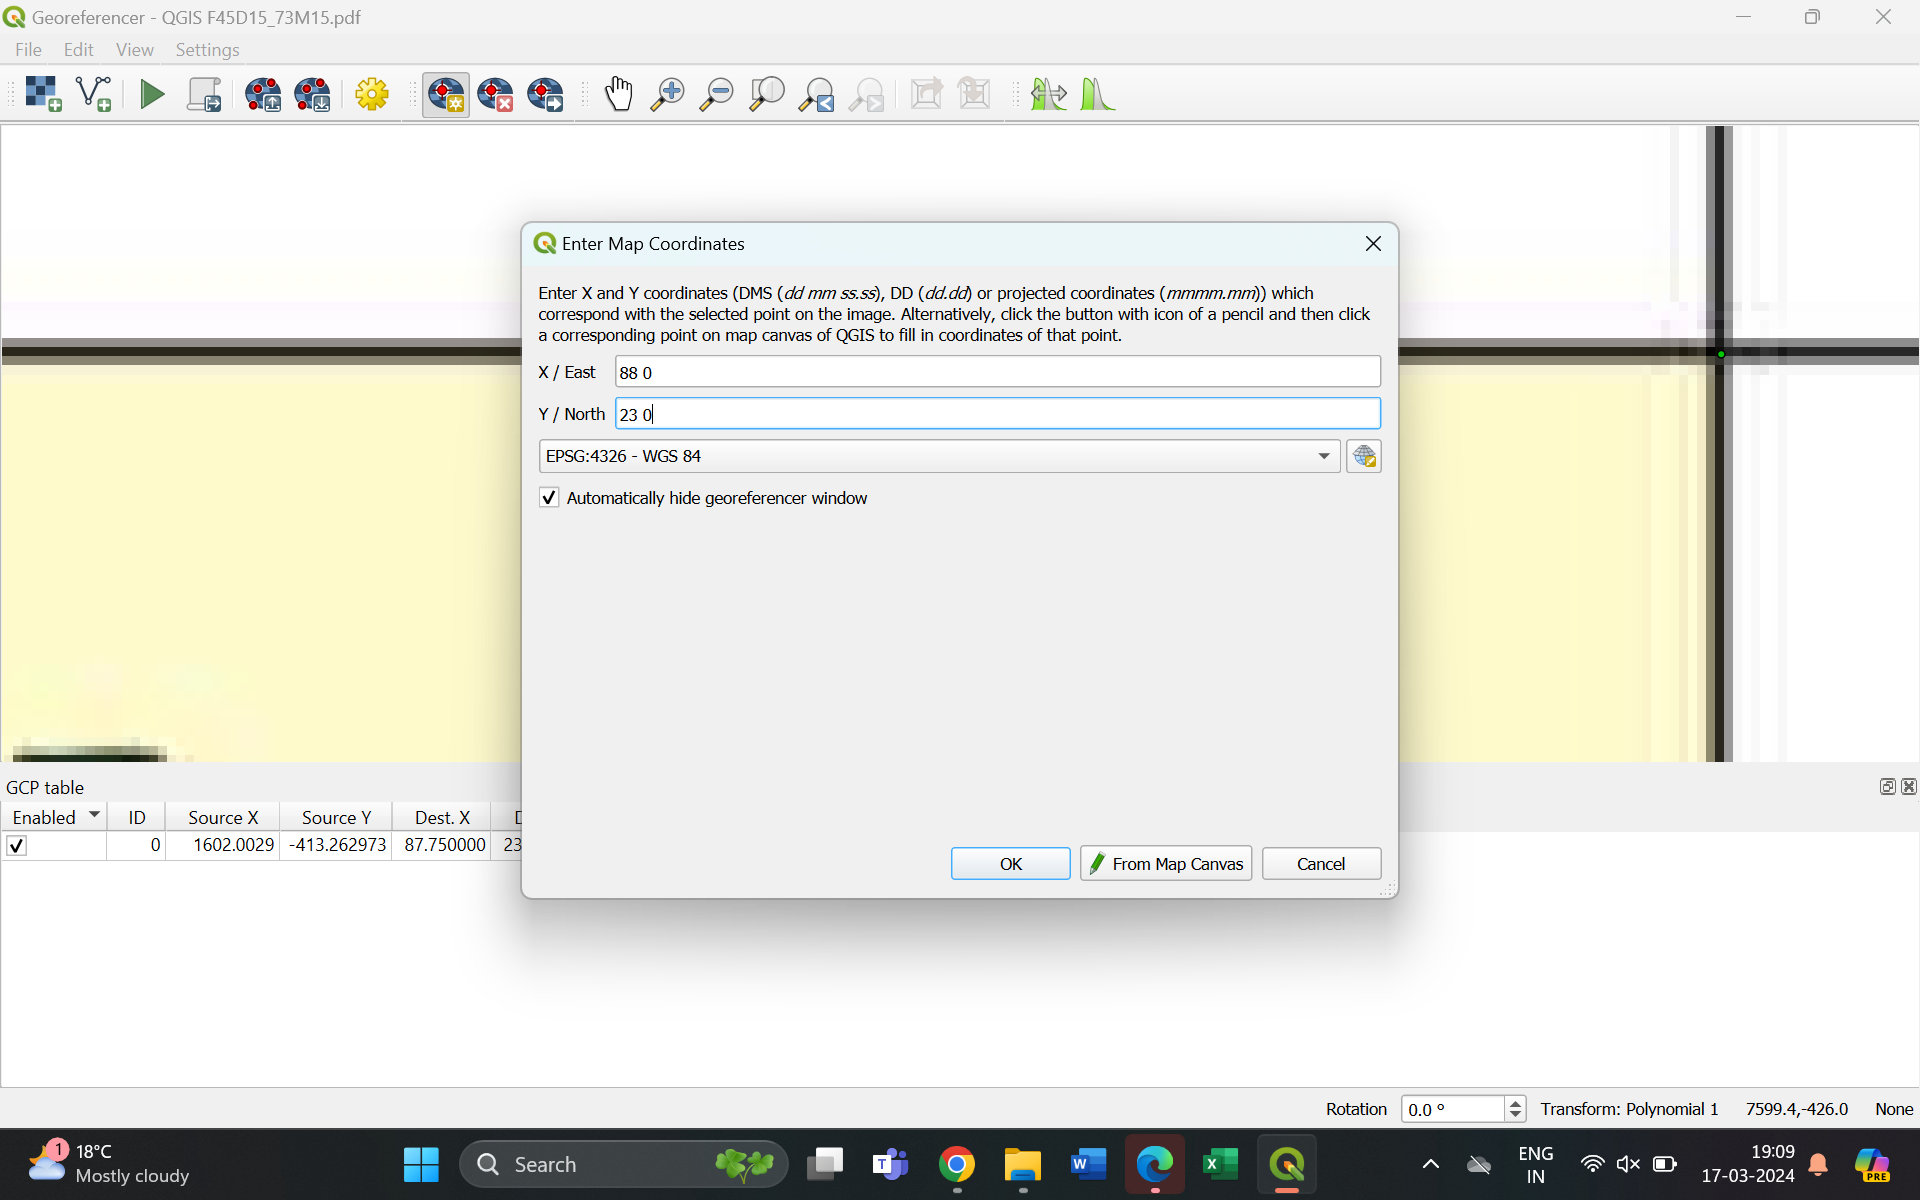 Georeferencer - QGIS F45D15_73M15.pdf
File Edit View Settings
Enter Map Coordinates
Enter X and Y coordinates (DMS (dd mm ss.ss), DD (dd.dd) or projected coordinates (mmmm.mm)) which
correspond with the selected point on the image. Alternatively, click the button with icon of a pencil and then click
a corresponding point on map canvas of QGIS to fill in coordinates of that point.
X / East 88 0
Y / North 23 0
EPSG:4326 - WGS 84
Automatically hide georeferencer window
OK From Map Canvas Cancel
GCP table
Enabled ID Source X Source Y Dest. X
0 1602.0029 -413.262973 87.750000 23
Rotation 0.0 ° Transform: Polynomial 1 7599.4,-426.0 None
1 18°C
Mostly cloudy
Search
ENG
IN
19:09
17-03-2024
PRE